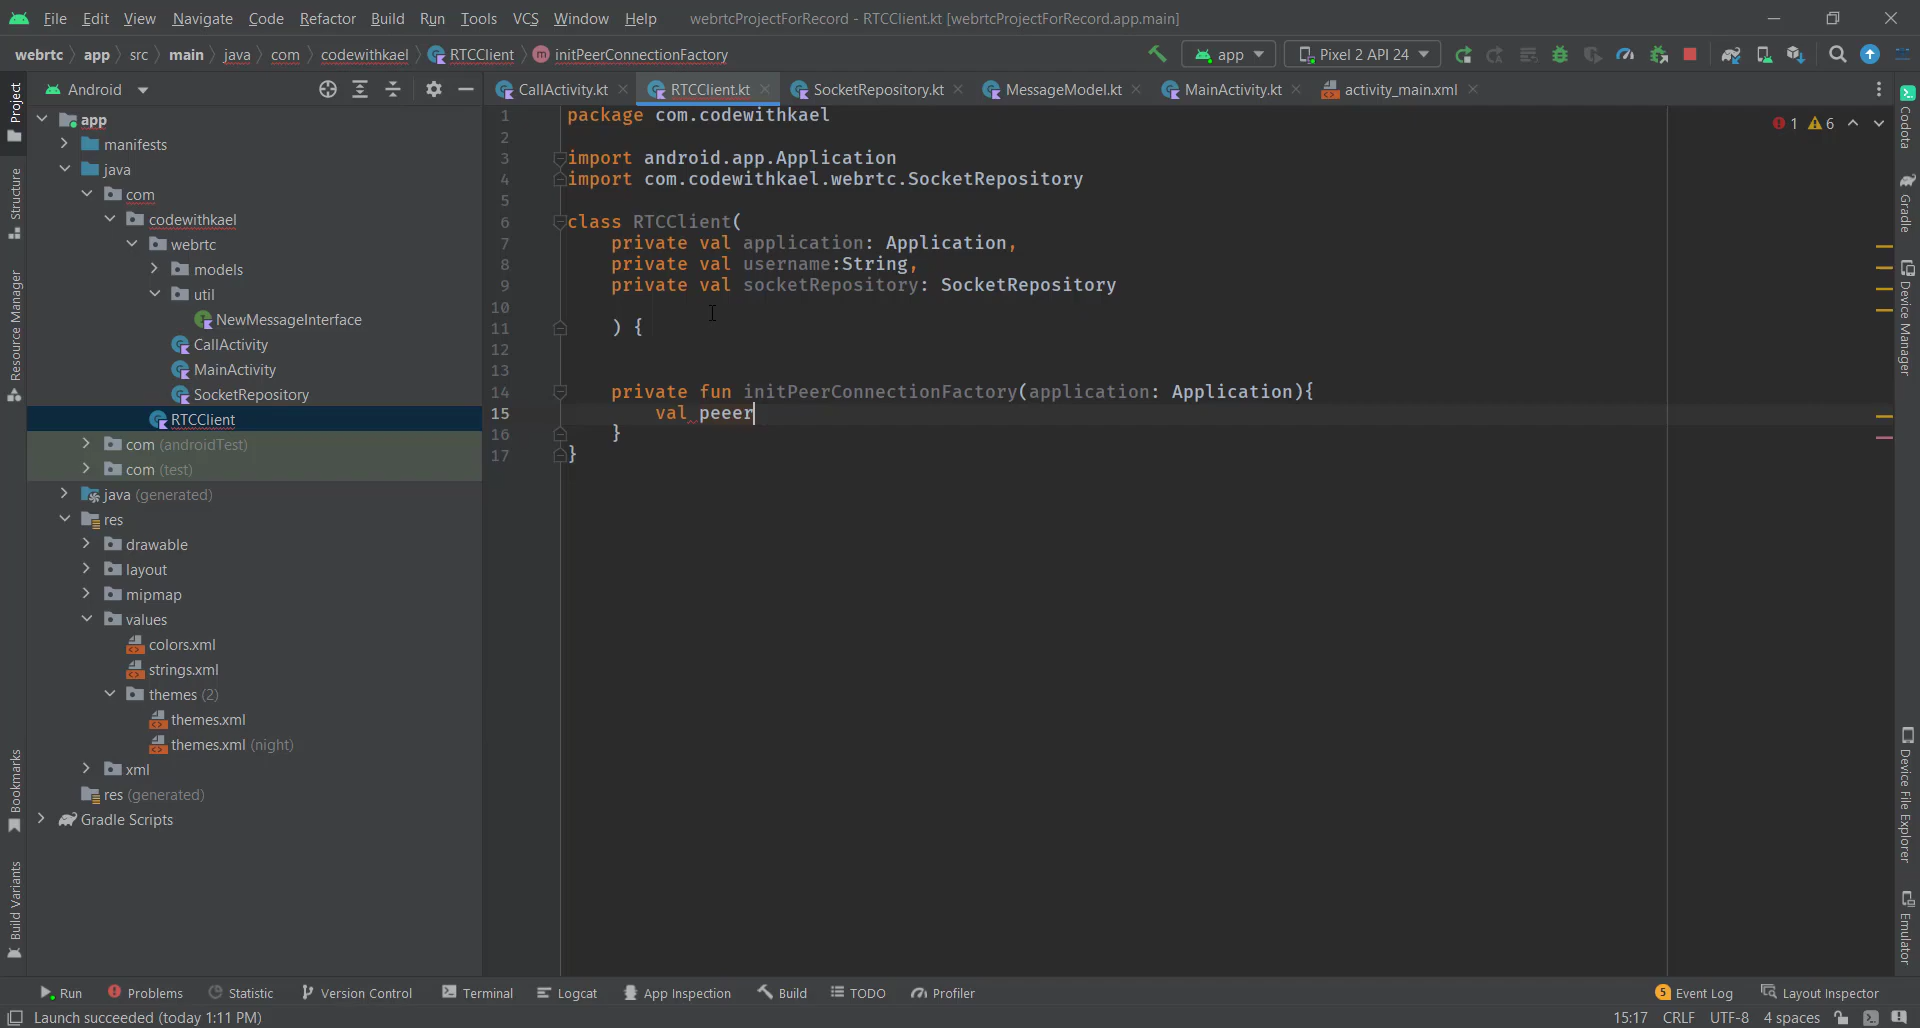 File Edit View Navigate Code Refactor Build Run Tools VCS Window Help webrtcProjectForRecord - RTCClient.kt [webrtcProjectForRecord.app.main]
webrtc app src main java com codewithkael RTCClient initPeerConnectionFactory app Pixel 2 API 24
Android
CallActivity.kt RTCClient.kt SocketRepository.kt MessageModel.kt MainActivity.kt activity_main.xml
Project
Structure
Resource Manager
Bookmarks
Build Variants
app
manifests
java
com
codewithkael
webrtc
models
util
NewMessageInterface
CallActivity
MainActivity
SocketRepository
RTCClient
com (androidTest)
com (test)
java (generated)
res
drawable
layout
mipmap
values
colors.xml
strings.xml
themes (2)
themes.xml
themes.xml (night)
xml
res (generated)
Gradle Scripts
1 package com.codewithkael
2
3 import android.app.Application
4 import com.codewithkael.webrtc.SocketRepository
5
6 class RTCClient(
7 private val application: Application,
8 private val username:String,
9 private val socketRepository: SocketRepository
10
11 ) {
12
13
14 private fun initPeerConnectionFactory(application: Application){
15 val peeer
16 }
17 }
1 6
Codota
Gradle
Device Manager
Device File Explorer
Emulator
Run Problems Statistic Version Control Terminal Logcat App Inspection Build TODO Profiler 5 Event Log Layout Inspector
Launch succeeded (today 1:11 PM) 15:17 CRLF UTF-8 4 spaces